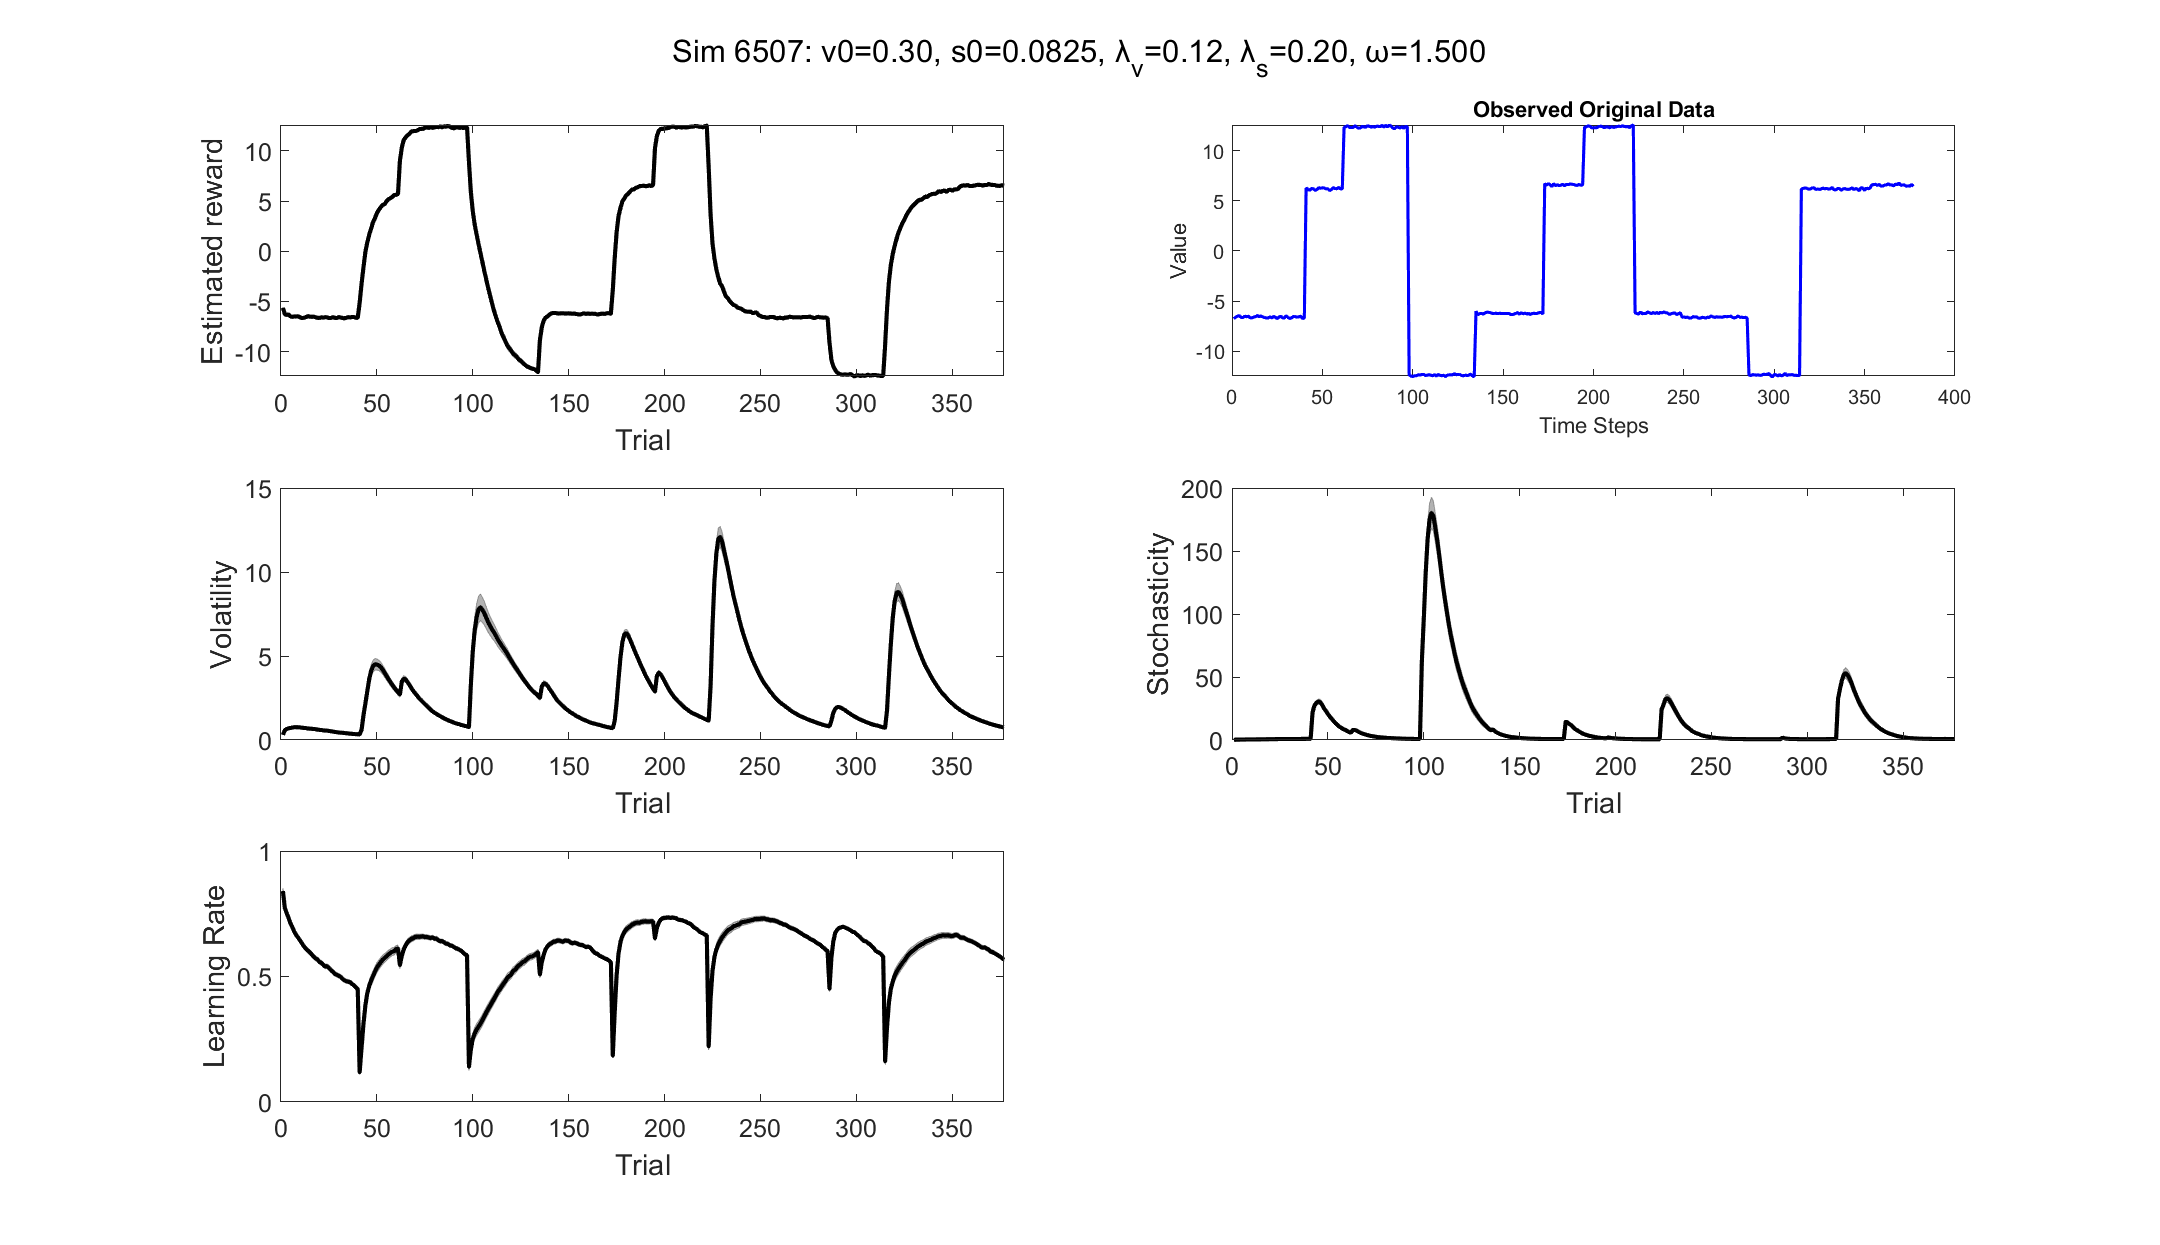 Sim 6507: v0=0.30, s0=0.0825, λ_v=0.12, λ_s=0.20, ω=1.500
Estimated reward
10
5
0
-5
-10
0 50 100 150 200 250 300 350
Trial
Observed Original Data
Value
10
5
0
-5
-10
0 50 100 150 200 250 300 350 400
Time Steps
Volatility
15
10
5
0
0 50 100 150 200 250 300 350
Trial
Stochasticity
200
150
100
50
0
0 50 100 150 200 250 300 350
Trial
Learning Rate
1
0.5
0
0 50 100 150 200 250 300 350
Trial